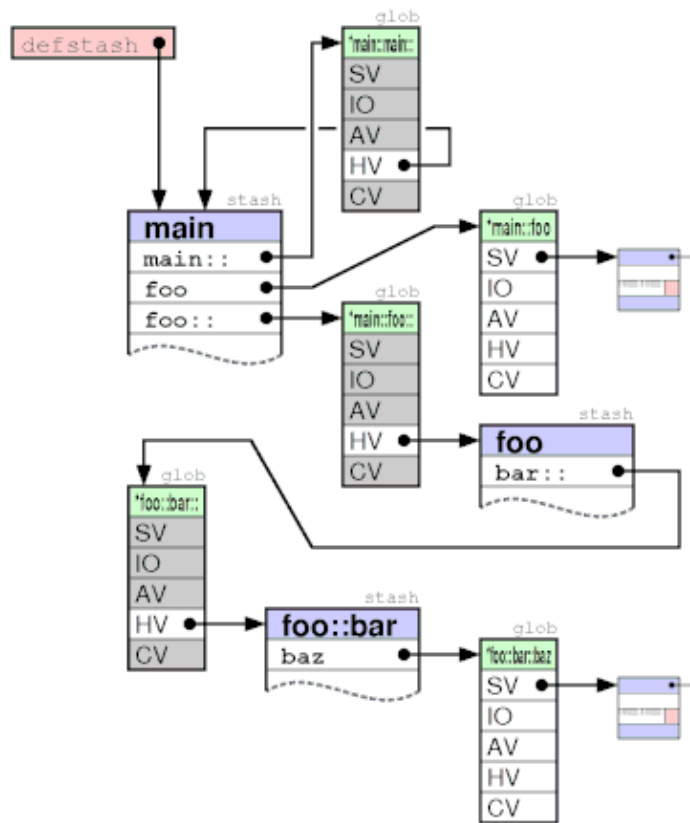 glob
defstash
*main::main::
SV
IO
AV
HV
CV
stash
main
main::
foo
foo::
glob
*main::foo
SV
IO
AV
HV
CV
glob
*main::foo::
SV
IO
AV
HV
CV
stash
foo
bar::
glob
*foo::bar::
SV
IO
AV
HV
CV
stash
foo::bar
baz
glob
*foo::bar::baz
SV
IO
AV
HV
CV